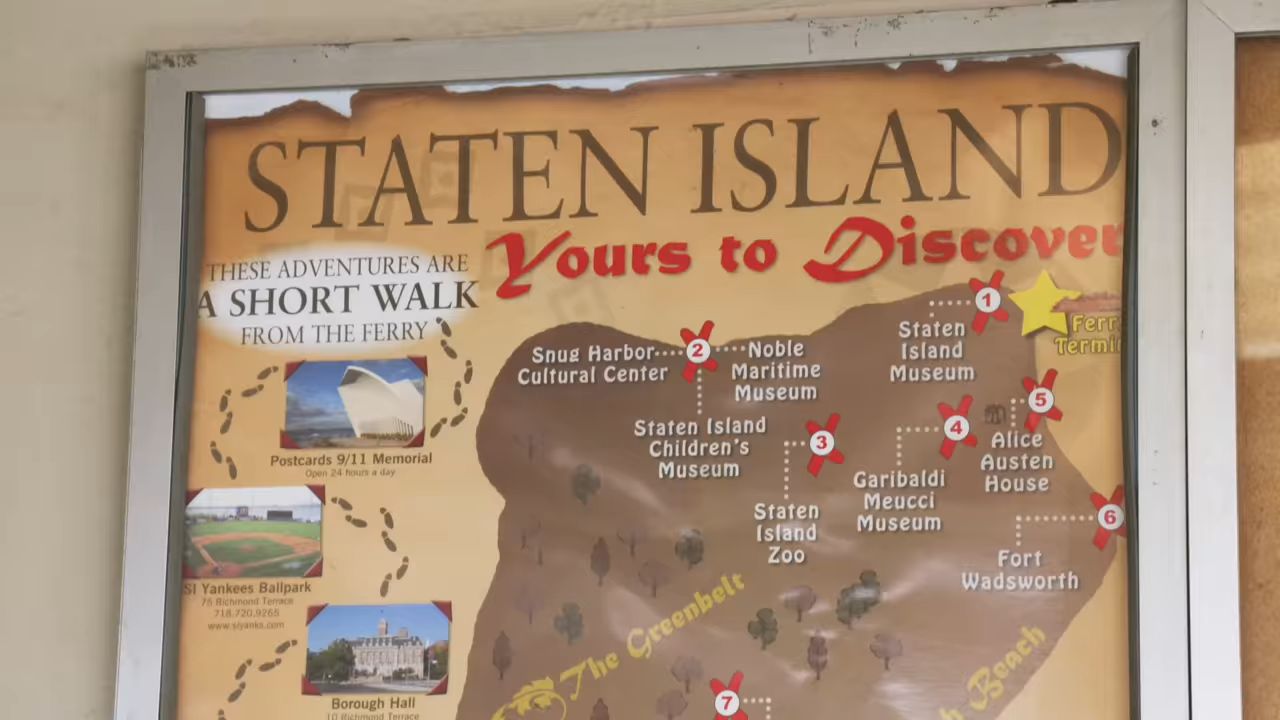 STATEN ISLAND
Yours to Discover
THESE ADVENTURES ARE
A SHORT WALK
FROM THE FERRY
Postcards 9/11 Memorial
Open 24 hours a day
SI Yankees Ballpark
75 Richmond Terrace
718.720.9265
www.siyanks.com
Borough Hall
10 Richmond Terrace
1
Staten
Island
Museum
2
Snug Harbor
Cultural Center
Noble
Maritime
Museum
Staten Island
Children's
Museum
3
Staten
Island
Zoo
4
Garibaldi
Meucci
Museum
5
Alice
Austen
House
6
Fort
Wadsworth
The Greenbelt
Beach
7